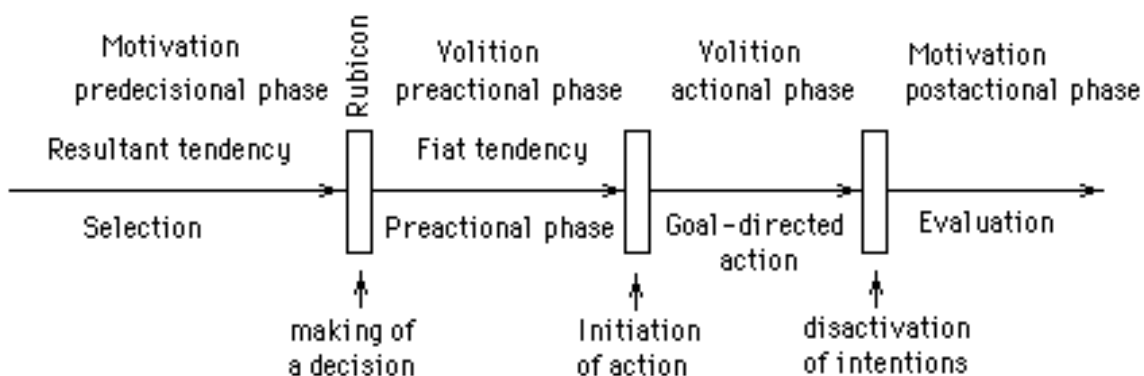 Motivation
predecisional phase
Rubicon
Volition
preactional phase
Volition
actional phase
Motivation
postactional phase
Resultant tendency
Fiat tendency
Selection
Preactional phase
Goal-directed
action
Evaluation
making of
a decision
Initiation
of action
disactivation
of intentions